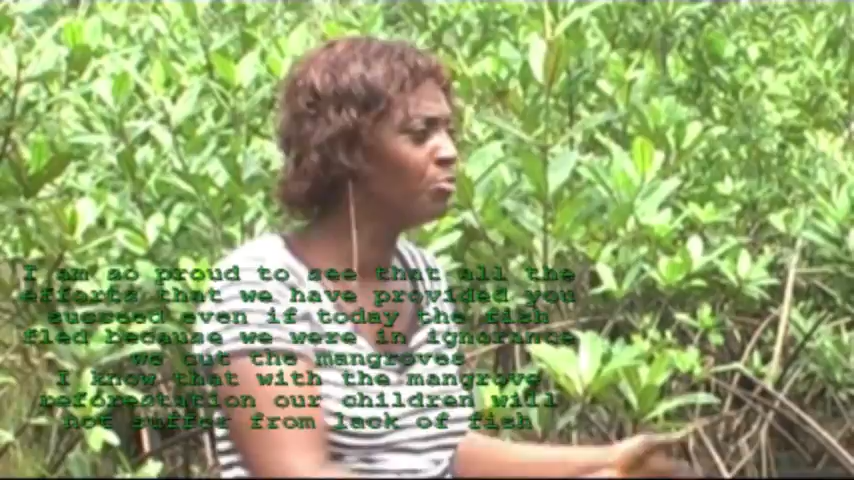 I am so proud to see that all the
efforts that we have provided you
succeed even if today the fish
fled because we were in ignorance
we cut the mangroves
I know that with the mangrove
reforestation our children will
not suffer from lack of fish